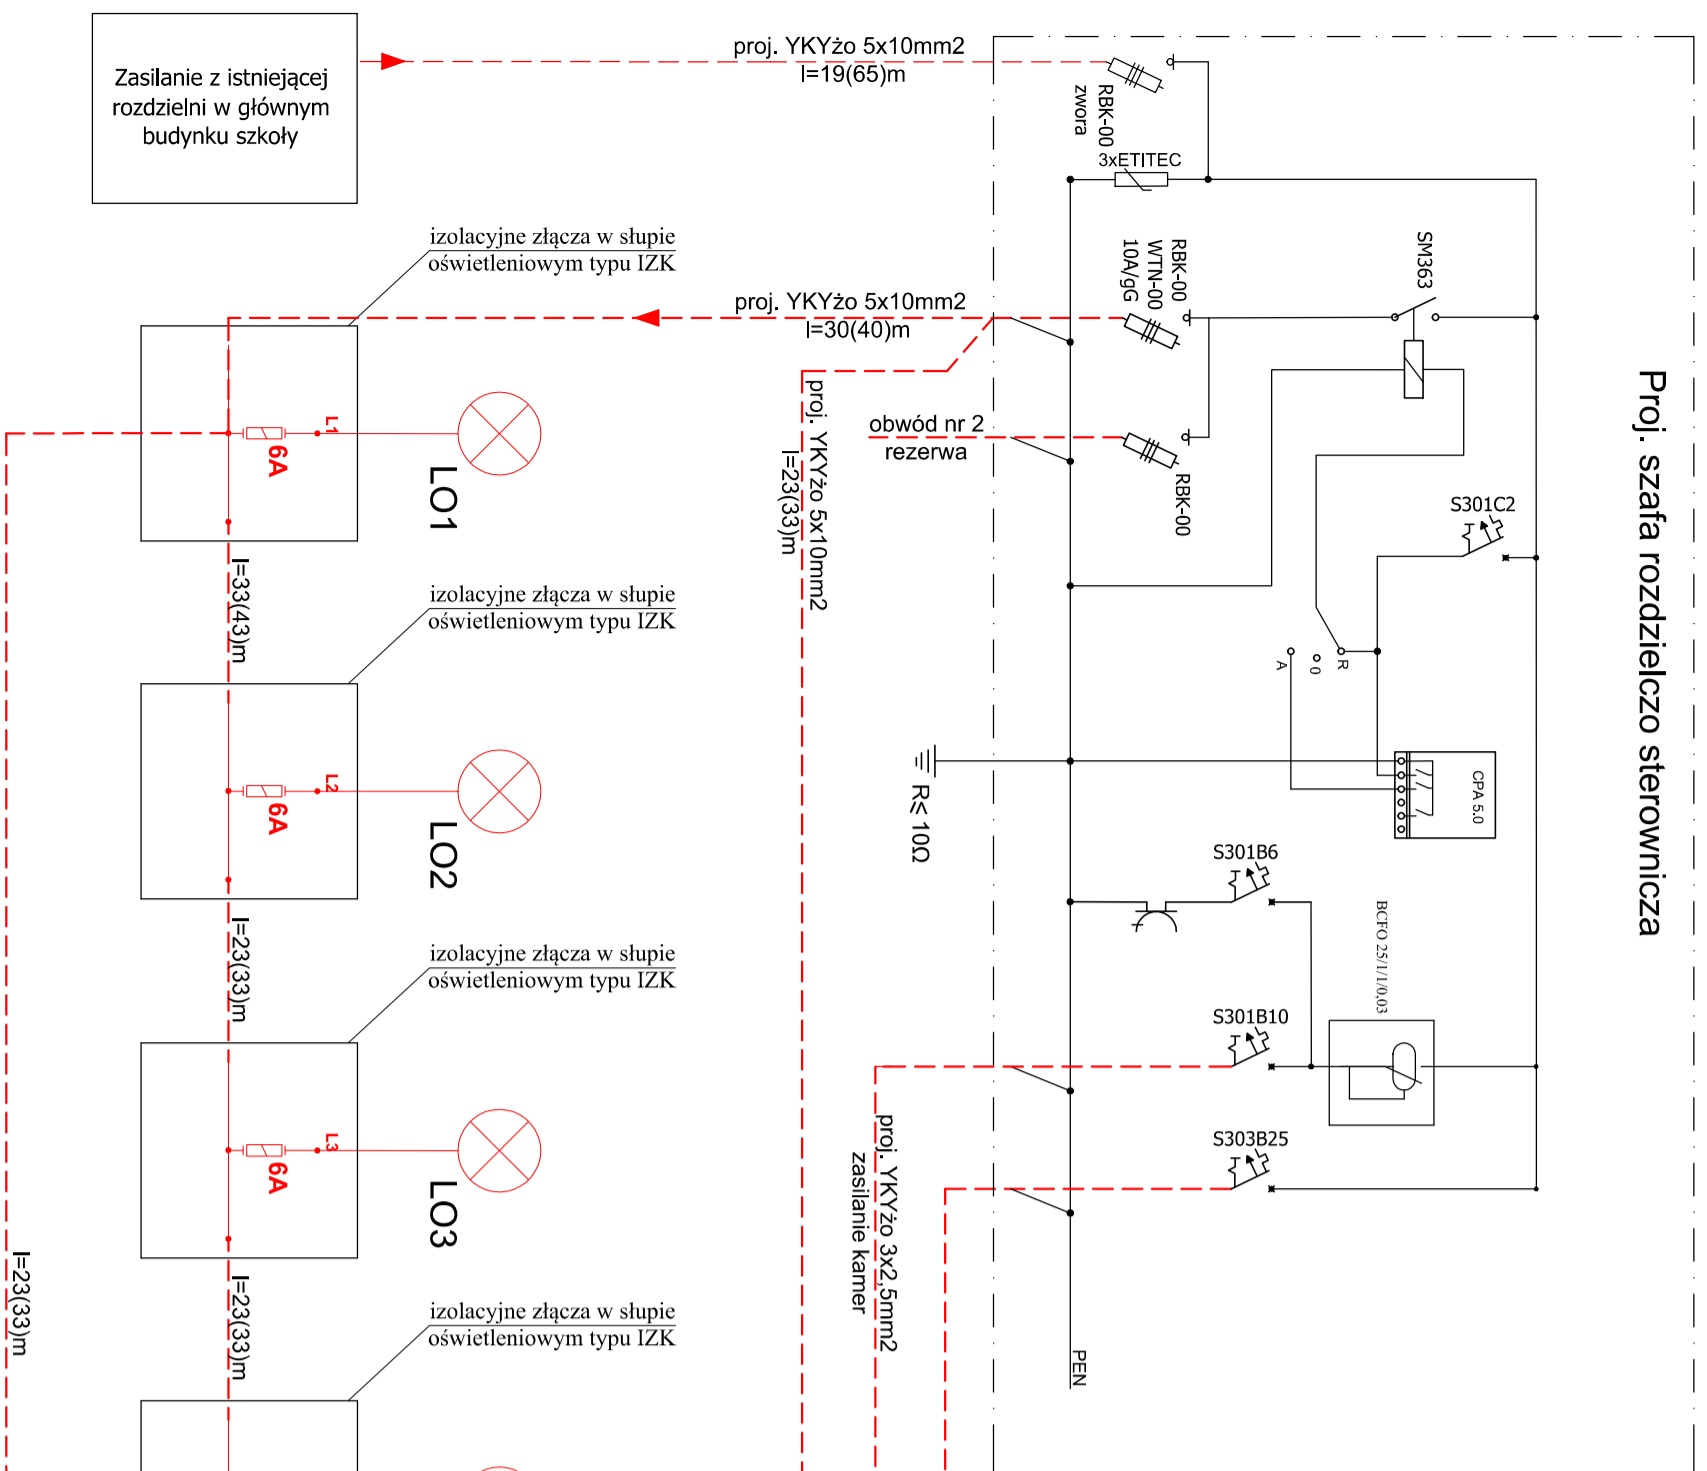 Zasilanie z istniejącej
rozdzielni w głównym
budynku szkoły
proj. YKYżo 5x10mm2
l=19(65)m
RBK-00
zwora
3xETITEC
Proj. szafa rozdzielczo sterownicza
izolacyjne złącza w słupie
oświetleniowym typu IZK
proj. YKYżo 5x10mm2
l=30(40)m
RBK-00
WTN-00
10A/gG
SM363
proj. YKYżo 5x10mm2
l=23(33)m
obwód nr 2
rezerwa
RBK-00
S301C2
L1
6A
LO1
l=33(43)m
izolacyjne złącza w słupie
oświetleniowym typu IZK
A
0
R
L2
6A
LO2
R≤ 10Ω
CPA 5.0
S301B6
BCFO 25/1/1/0,03
l=23(33)m
izolacyjne złącza w słupie
oświetleniowym typu IZK
S301B10
S303B25
L3
6A
LO3
proj. YKYżo 3x2,5mm2
zasilanie kamer
l=23(33)m
l=23(33)m
izolacyjne złącza w słupie
oświetleniowym typu IZK
PEN